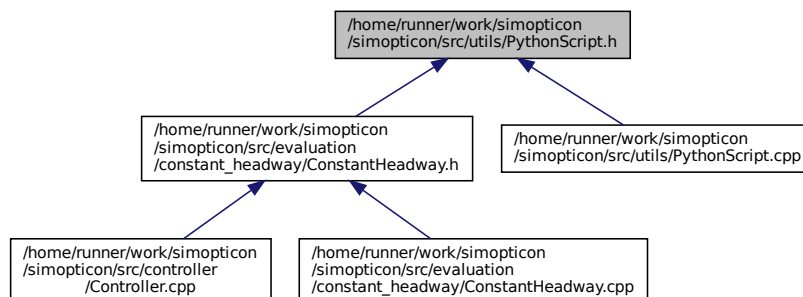 /home/runner/work/simopticon
/simopticon/src/utils/PythonScript.h
/home/runner/work/simopticon
/simopticon/src/evaluation
/constant_headway/ConstantHeadway.h
/home/runner/work/simopticon
/simopticon/src/utils/PythonScript.cpp
/home/runner/work/simopticon
/simopticon/src/controller
/Controller.cpp
/home/runner/work/simopticon
/simopticon/src/evaluation
/constant_headway/ConstantHeadway.cpp